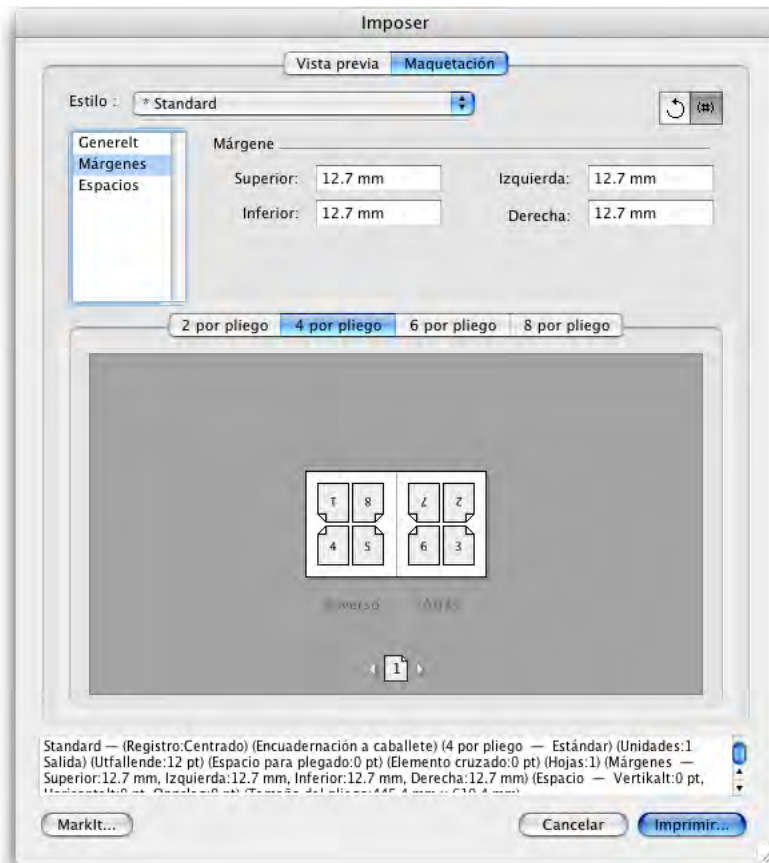 Imposer
Vista previa Maquetación
Estilo : * Standard (#)
Generelt
Márgenes
Espacios
Márgene
Superior: 12.7 mm Izquierda: 12.7 mm
Inferior: 12.7 mm Derecha: 12.7 mm
2 por pliego 4 por pliego 6 por pliego 8 por pliego
1 8 7 2
4 5 6 3
1
Standard — (Registro:Centrado) (Encuadernación a caballete) (4 por pliego — Estándar) (Unidades:1
Salida) (Utfallende:12 pt) (Espacio para plegado:0 pt) (Elemento cruzado:0 pt) (Hojas:1) (Márgenes —
Superior:12.7 mm, Izquierda:12.7 mm, Inferior:12.7 mm, Derecha:12.7 mm) (Espacio — Vertikalt:0 pt,
MarkIt... Cancelar Imprimir...